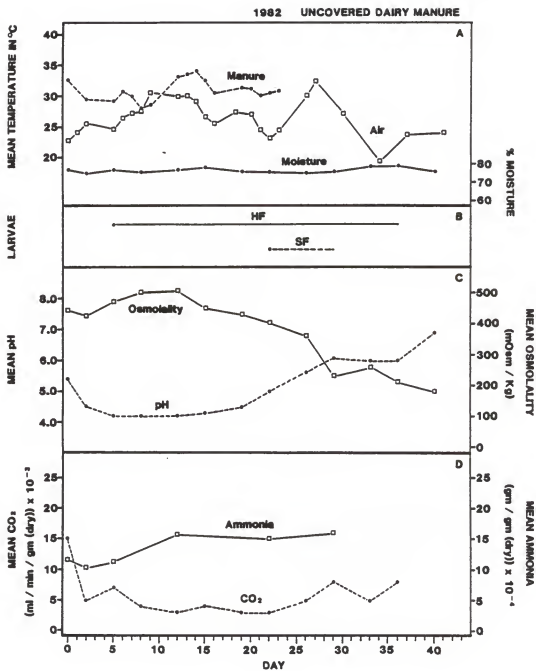 1982 UNCOVERED DAIRY MANURE
A
MEAN TEMPERATURE IN °C
40
35
30
25
20
Manure
Air
Moisture
80
70
60
% MOISTURE
B
LARVAE
HF
SF
C
MEAN pH
8.0
7.0
6.0
5.0
4.0
Osmolality
pH
500
400
300
200
100
0
MEAN OSMOLALITY
(mOsm / Kg)
D
MEAN CO₂
(ml / min / gm (dry)) x 10⁻³
25
20
15
10
5
0
Ammonia
CO₂
25
20
15
10
5
0
MEAN AMMONIA
(gm / gm (dry)) x 10⁻⁴
0 5 10 15 20 25 30 35 40
DAY